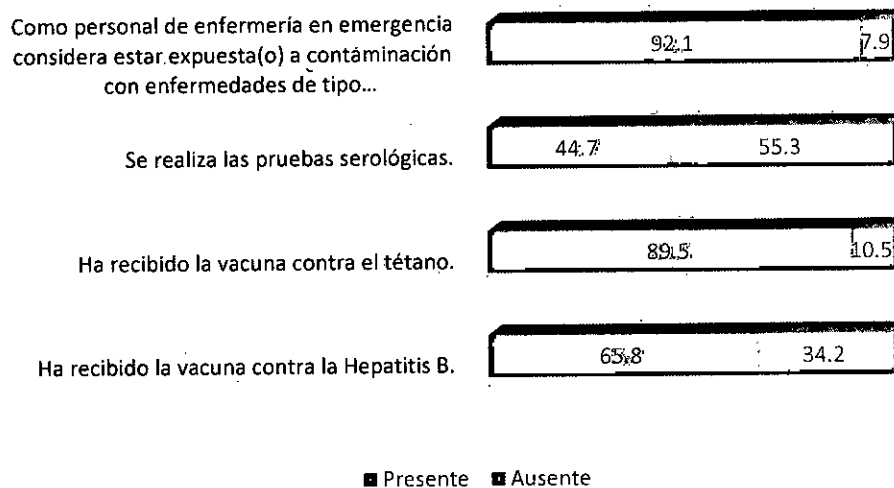 Como personal de enfermería en emergencia
considera estar expuesta(o) a contaminación
con enfermedades de tipo...
92.1 7.9
Se realiza las pruebas serológicas.
44.7 55.3
Ha recibido la vacuna contra el tétano.
89.5 10.5
Ha recibido la vacuna contra la Hepatitis B.
65.8 34.2
Presente Ausente